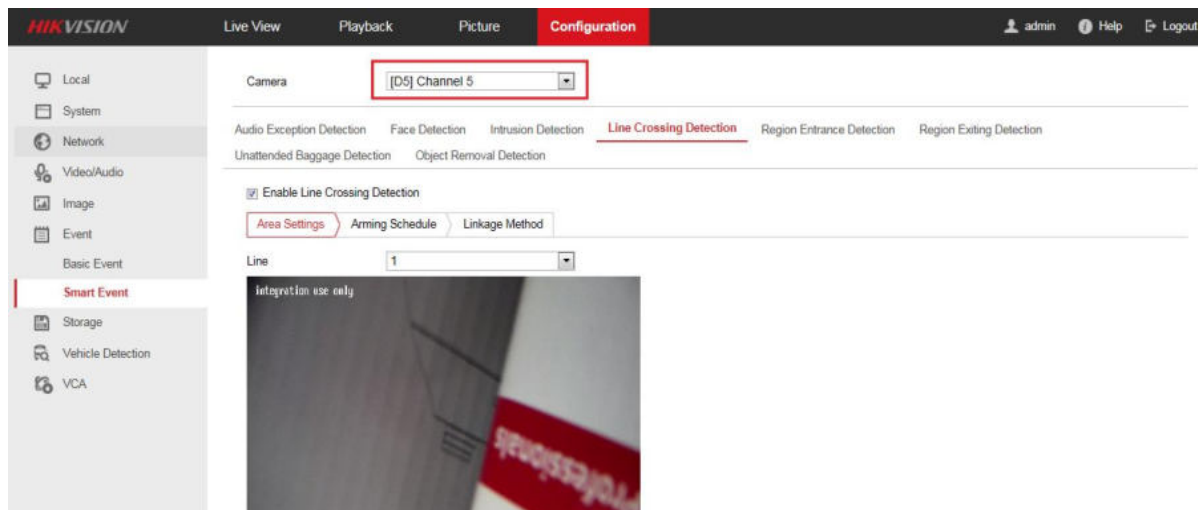 HIKVISION Live View Playback Picture Configuration admin Help Logout
Local
System
Network
Video/Audio
Image
Event
Basic Event
Smart Event
Storage
Vehicle Detection
VCA
Camera [D5] Channel 5
Audio Exception Detection Face Detection Intrusion Detection Line Crossing Detection Region Entrance Detection Region Exiting Detection
Unattended Baggage Detection Object Removal Detection
Enable Line Crossing Detection
Area Settings Arming Schedule Linkage Method
Line 1
integration use only
Professionals